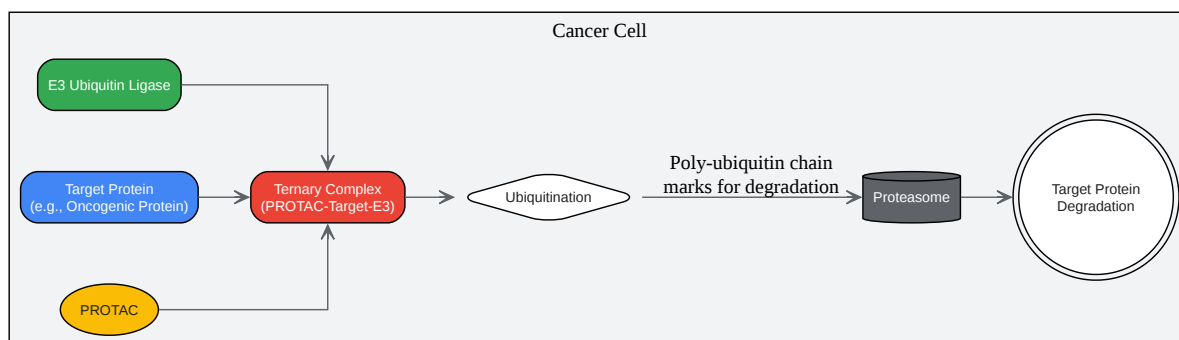 Cancer Cell
E3 Ubiquitin Ligase
Target Protein
(e.g., Oncogenic Protein)
PROTAC
Ternary Complex
(PROTAC-Target-E3)
Ubiquitination
Poly-ubiquitin chain
marks for degradation
Proteasome
Target Protein
Degradation